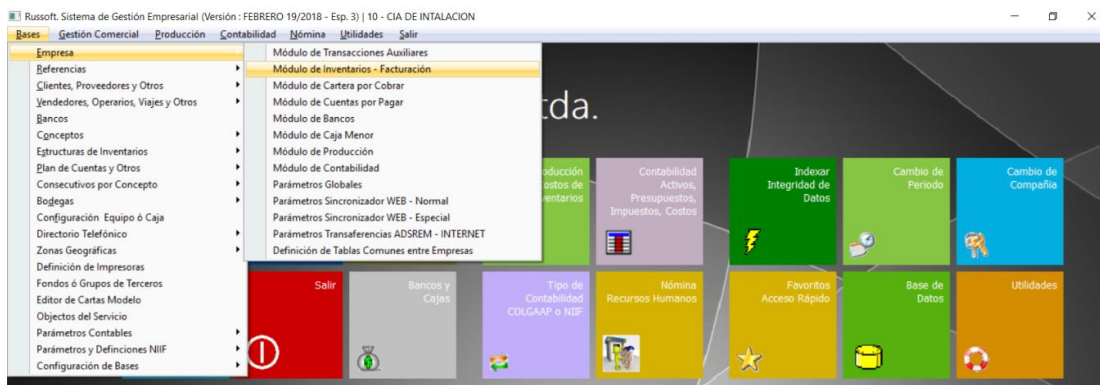 Russoft. Sistema de Gestión Empresarial (Versión : FEBRERO 19/2018 - Esp. 3) | 10 - CIA DE INTALACION
Bases Gestión Comercial Producción Contabilidad Nómina Utilidades Salir
Empresa
Referencias
Clientes, Proveedores y Otros
Vendedores, Operarios, Viajes y Otros
Bancos
Conceptos
Estructuras de Inventarios
Plan de Cuentas y Otros
Consecutivos por Concepto
Bodegas
Configuración Equipo ó Caja
Directorio Telefónico
Zonas Geográficas
Definición de Impresoras
Fondos ó Grupos de Terceros
Editor de Cartas Modelo
Objectos del Servicio
Parámetros Contables
Parámetros y Definciones NIIF
Configuración de Bases
Módulo de Transacciones Auxiliares
Módulo de Inventarios - Facturación
Módulo de Cartera por Cobrar
Módulo de Cuentas por Pagar
Módulo de Bancos
Módulo de Caja Menor
Módulo de Producción
Módulo de Contabilidad
Parámetros Globales
Parámetros Sincronizador WEB - Normal
Parámetros Sincronizador WEB - Especial
Parámetros Transaferencias ADSREM - INTERNET
Definición de Tablas Comunes entre Empresas
tda.
oducción
ostos de
ventarios
Contabilidad
Activos,
Presupuestos,
Impuestos, Costos
Indexar
Integridad de
Datos
Cambio de
Periodo
Cambio de
Compañia
Salir
Bancos y
Cajas
Tipo de
Contabilidad
COLGAAP o NIIF
Nómina
Recursos Humanos
Favoritos
Acceso Rápido
Base de
Datos
Utilidades